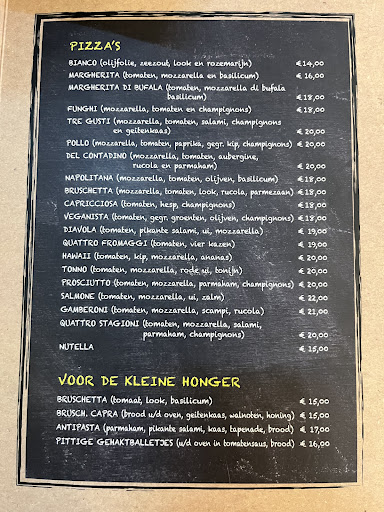 PIZZA'S
BIANCO (olijfolie, zeezout, look en rozemarijn) € 14,00
MARGHERITA (tomaten, mozzarella en basilicum) € 16,00
MARGHERITA DI BUFALA (tomaten, mozzarella di bufala
basilicum) € 18,00
FUNGHI (mozzarella, tomaten en champignons) € 18,00
TRE GUSTI (mozzarella, tomaten, salami, champignons
en geitenkaas) € 20,00
POLLO (mozzarella, tomaten, paprika, gegr. kip, champignons) € 20,00
DEL CONTADINO (mozzarella, tomaten, aubergine,
rucola en parmaham) € 20,00
NAPOLITANA (mozzarella, tomaten, olijven, basilicum) € 18,00
BRUSCHETTA (mozzarella, tomaten, look, rucola, parmezaan) € 18,00
CAPRICCIOSA (tomaten, hesp, champignons) € 18,00
VEGANISTA (tomaten, gegr. groenten, olijven, champignons) € 18,00
DIAVOLA (tomaten, pikante salami, ui, mozzarella) € 19,00
QUATTRO FROMAGGI (tomaten, vier kazen) € 19,00
HAWAII (tomaten, kip, mozzarella, ananas) € 20,00
TONNO (tomaten, mozzarella, rode ui, tonijn) € 20,00
PROSCIUTTO (tomaten, mozzarella, parmaham, champignons) € 20,00
SALMONE (tomaten, mozzarella, ui, zalm) € 22,00
GAMBERONI (tomaten, mozzarella, scampi, rucola) € 21,00
QUATTRO STAGIONI (tomaten, mozzarella, salami,
parmaham, champignons) € 20,00
NUTELLA € 15,00
VOOR DE KLEINE HONGER
BRUSCHETTA (tomaat, look, basilicum) € 15,00
BRUSCH. CAPRA (brood u/d oven, geitenkaas, walnoten, honing) € 15,00
ANTIPASTA (parmaham, pikante salami, kaas, tapenade, brood) € 17,00
PITTIGE GEHAKTBALLETJES (u/d oven in tomatensaus, brood) € 16,00